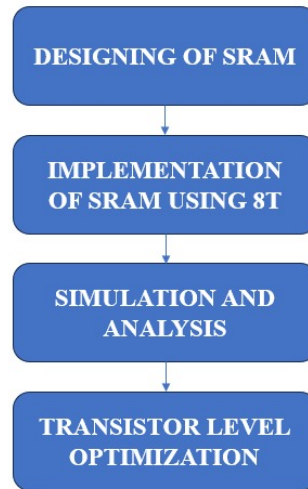 DESIGNING OF SRAM
IMPLEMENTATION
OF SRAM USING 8T
SIMULATION AND
ANALYSIS
TRANSISTOR LEVEL
OPTIMIZATION